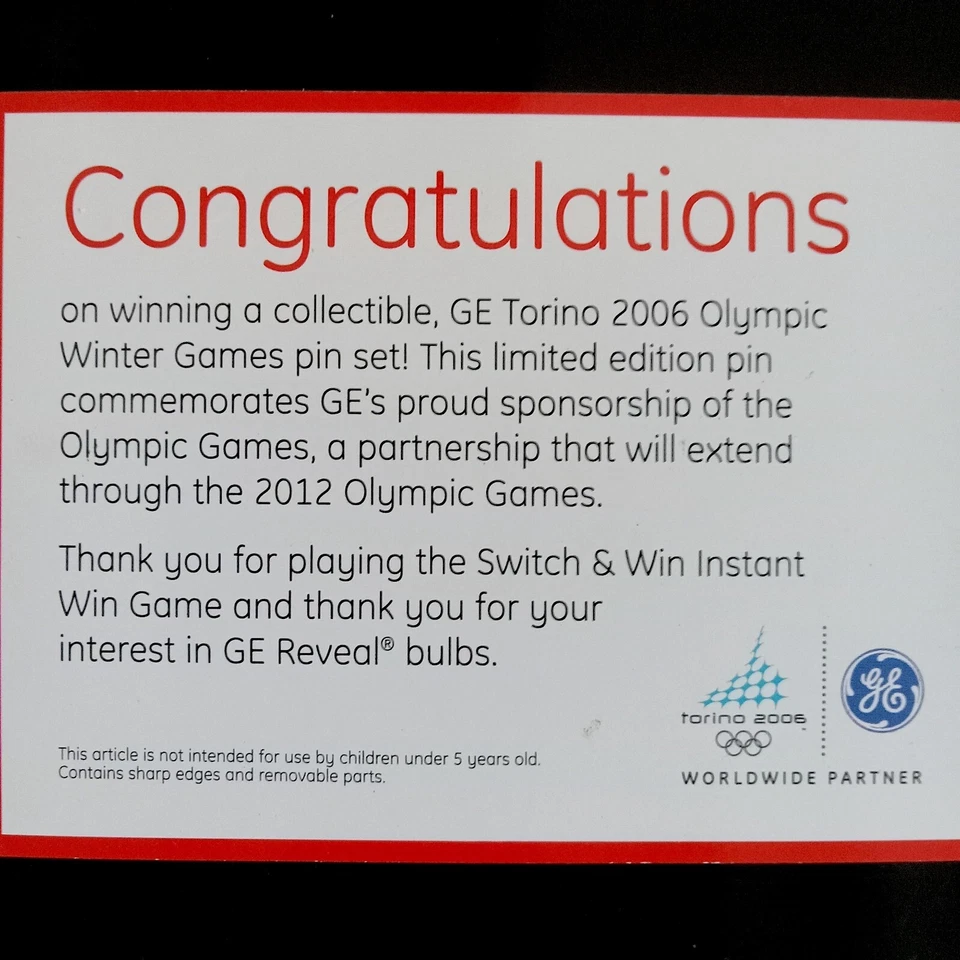 Congratulations
on winning a collectible, GE Torino 2006 Olympic
Winter Games pin set! This limited edition pin
commemorates GE's proud sponsorship of the
Olympic Games, a partnership that will extend
through the 2012 Olympic Games.
Thank you for playing the Switch & Win Instant
Win Game and thank you for your
interest in GE Reveal® bulbs.
torino 2006
GE
WORLDWIDE PARTNER
This article is not intended for use by children under 5 years old.
Contains sharp edges and removable parts.